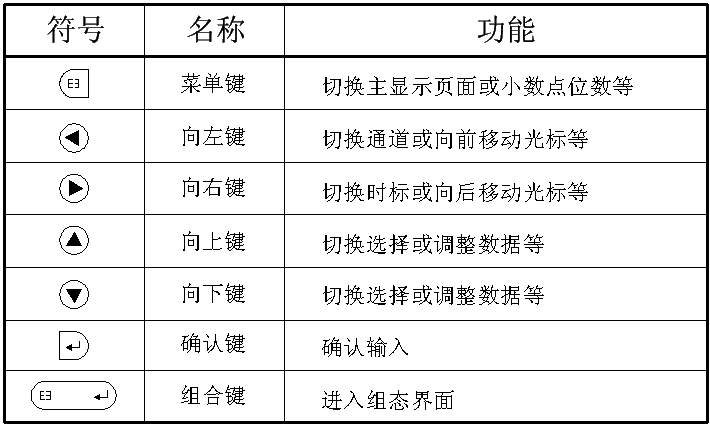 符号 名称 功能
菜单键 切换主显示页面或小数点位数等
向左键 切换通道或向前移动光标等
向右键 切换时标或向后移动光标等
向上键 切换选择或调整数据等
向下键 切换选择或调整数据等
确认键 确认输入
组合键 进入组态界面